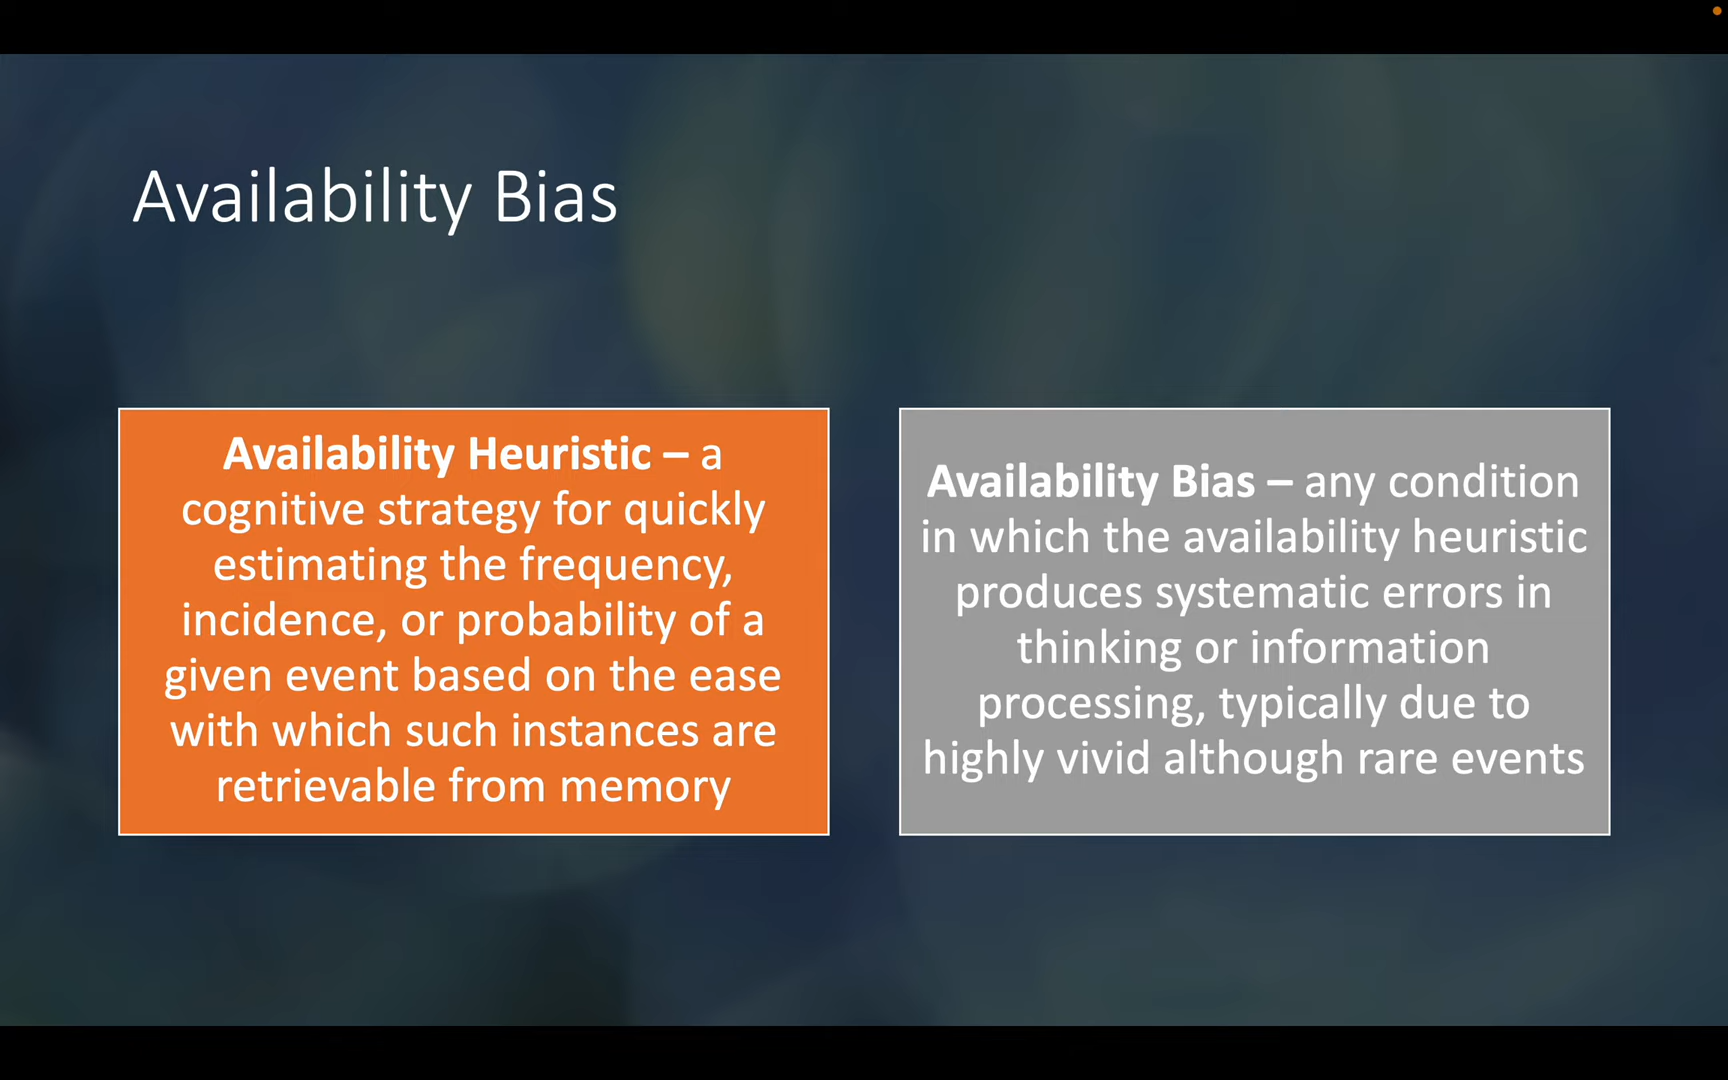 Availability Bias
Availability Heuristic – a
cognitive strategy for quickly
estimating the frequency,
incidence, or probability of a
given event based on the ease
with which such instances are
retrievable from memory
Availability Bias – any condition
in which the availability heuristic
produces systematic errors in
thinking or information
processing, typically due to
highly vivid although rare events